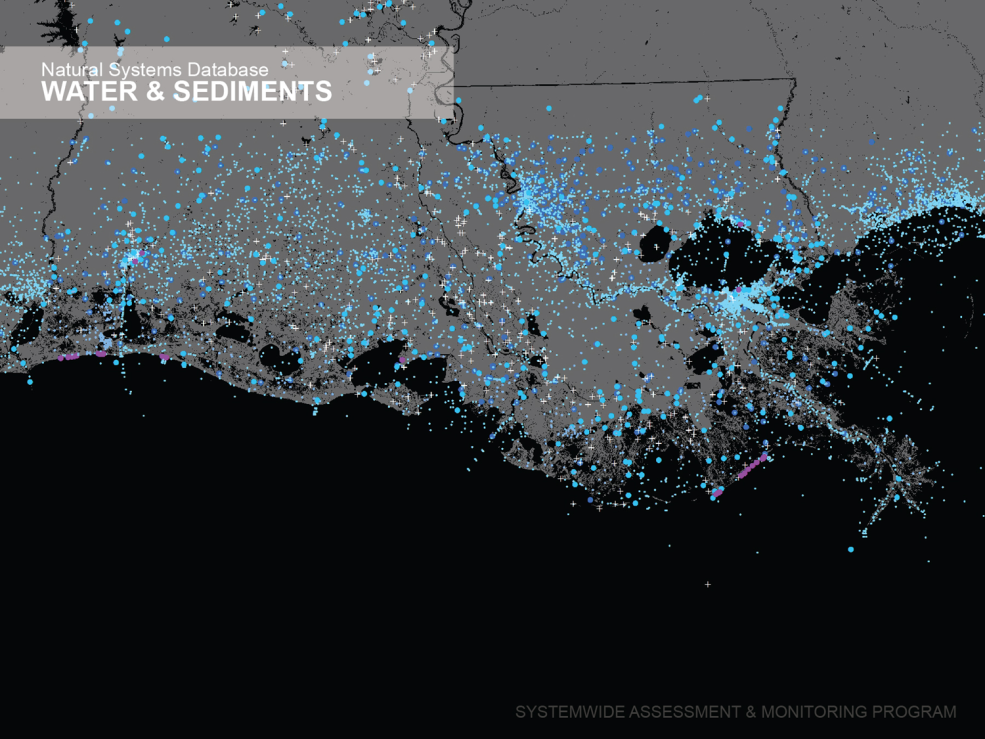 Natural Systems Database
WATER & SEDIMENTS
SYSTEMWIDE ASSESSMENT & MONITORING PROGRAM